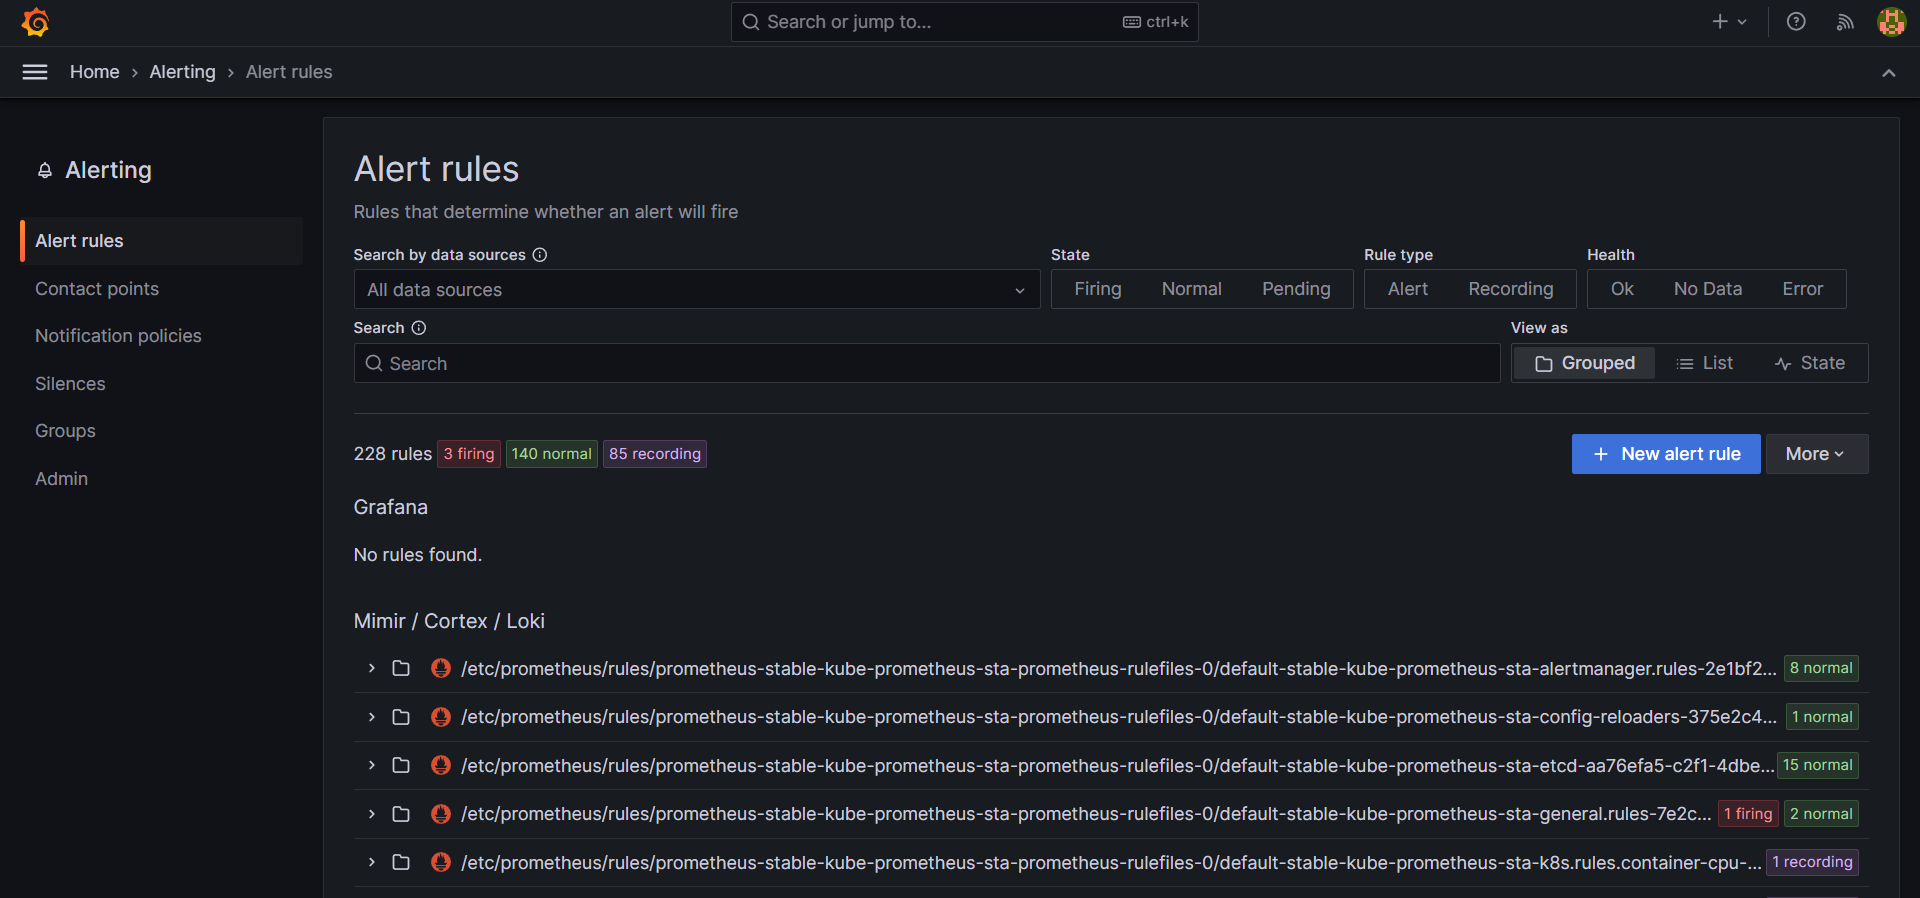 Search or jump to... ctrl+k
Home › Alerting › Alert rules
Alerting
Alert rules
Contact points
Notification policies
Silences
Groups
Admin
Alert rules
Rules that determine whether an alert will fire
Search by data sources State Rule type Health
All data sources Firing Normal Pending Alert Recording Ok No Data Error
Search View as
Search Grouped List State
228 rules 3 firing 140 normal 85 recording + New alert rule More
Grafana
No rules found.
Mimir / Cortex / Loki
/etc/prometheus/rules/prometheus-stable-kube-prometheus-sta-prometheus-rulefiles-0/default-stable-kube-prometheus-sta-alertmanager.rules-2e1bf2... 8 normal
/etc/prometheus/rules/prometheus-stable-kube-prometheus-sta-prometheus-rulefiles-0/default-stable-kube-prometheus-sta-config-reloaders-375e2c4... 1 normal
/etc/prometheus/rules/prometheus-stable-kube-prometheus-sta-prometheus-rulefiles-0/default-stable-kube-prometheus-sta-etcd-aa76efa5-c2f1-4dbe... 15 normal
/etc/prometheus/rules/prometheus-stable-kube-prometheus-sta-prometheus-rulefiles-0/default-stable-kube-prometheus-sta-general.rules-7e2c... 1 firing 2 normal
/etc/prometheus/rules/prometheus-stable-kube-prometheus-sta-prometheus-rulefiles-0/default-stable-kube-prometheus-sta-k8s.rules.container-cpu-... 1 recording